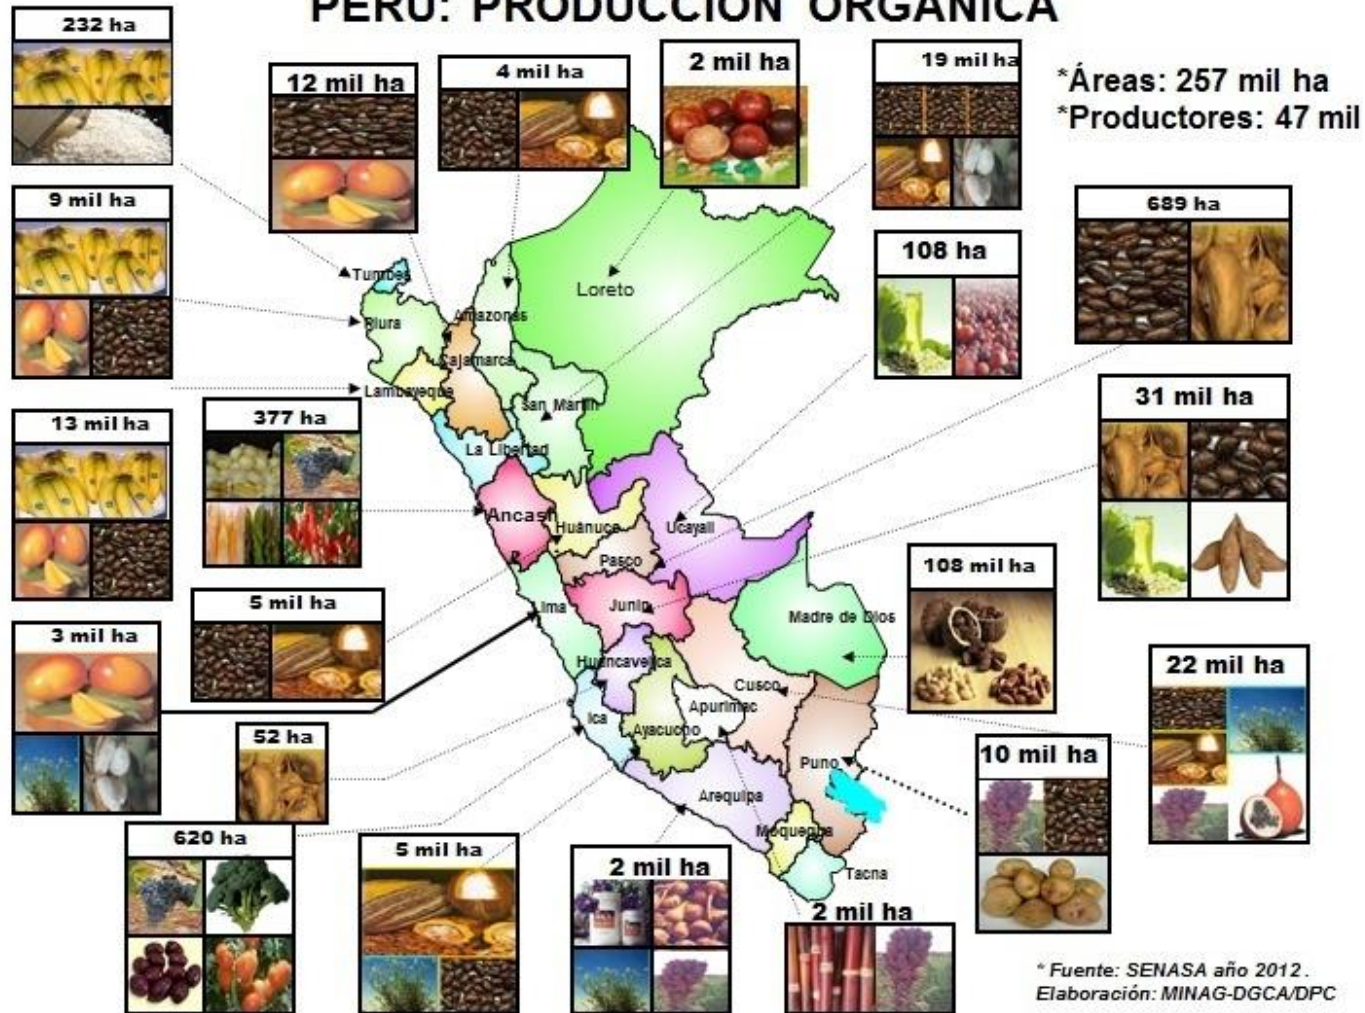 PERÚ: PRODUCCIÓN ORGÁNICA
232 ha
12 mil ha
4 mil ha
2 mil ha
19 mil ha
*Áreas: 257 mil ha
*Productores: 47 mil
9 mil ha
689 ha
108 ha
Tumbes
Loreto
Piura
Amazonas
Cajamarca
Lambayeque
San Martín
31 mil ha
377 ha
13 mil ha
La Libertad
Ancash
Huánuco
Ucayali
Pasco
108 mil ha
5 mil ha
Ima
Junin
Madre de Dios
3 mil ha
Huancavelica
22 mil ha
Cusco
Apurimac
Ica
Ayacucho
52 ha
10 mil ha
Puno
Arequipa
620 ha
5 mil ha
2 mil ha
Moquegua
Tacna
2 mil ha
* Fuente: SENASA año 2012.
Elaboración: MINAG-DGCA/DPC